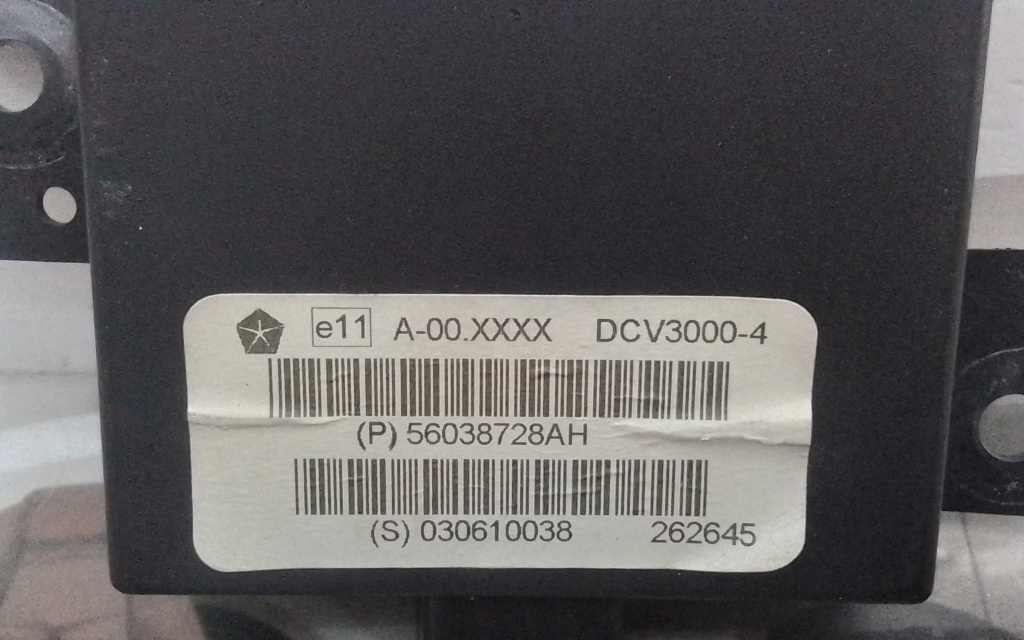 e11 A-00.XXXX DCV3000-4
(P) 56038728AH
(S) 030610038 262645